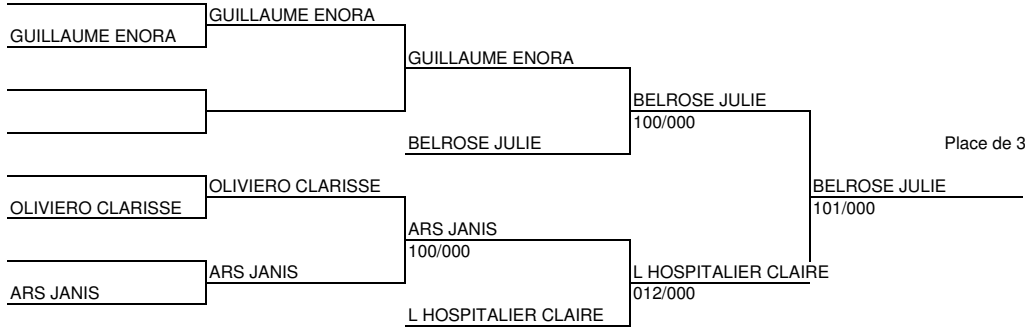 GUILLAUME ENORA
GUILLAUME ENORA
GUILLAUME ENORA
BELROSE JULIE
100/000
BELROSE JULIE
Place de 3
OLIVIERO CLARISSE
BELROSE JULIE
OLIVIERO CLARISSE
101/000
ARS JANIS
100/000
ARS JANIS
L HOSPITALIER CLAIRE
ARS JANIS
012/000
L HOSPITALIER CLAIRE